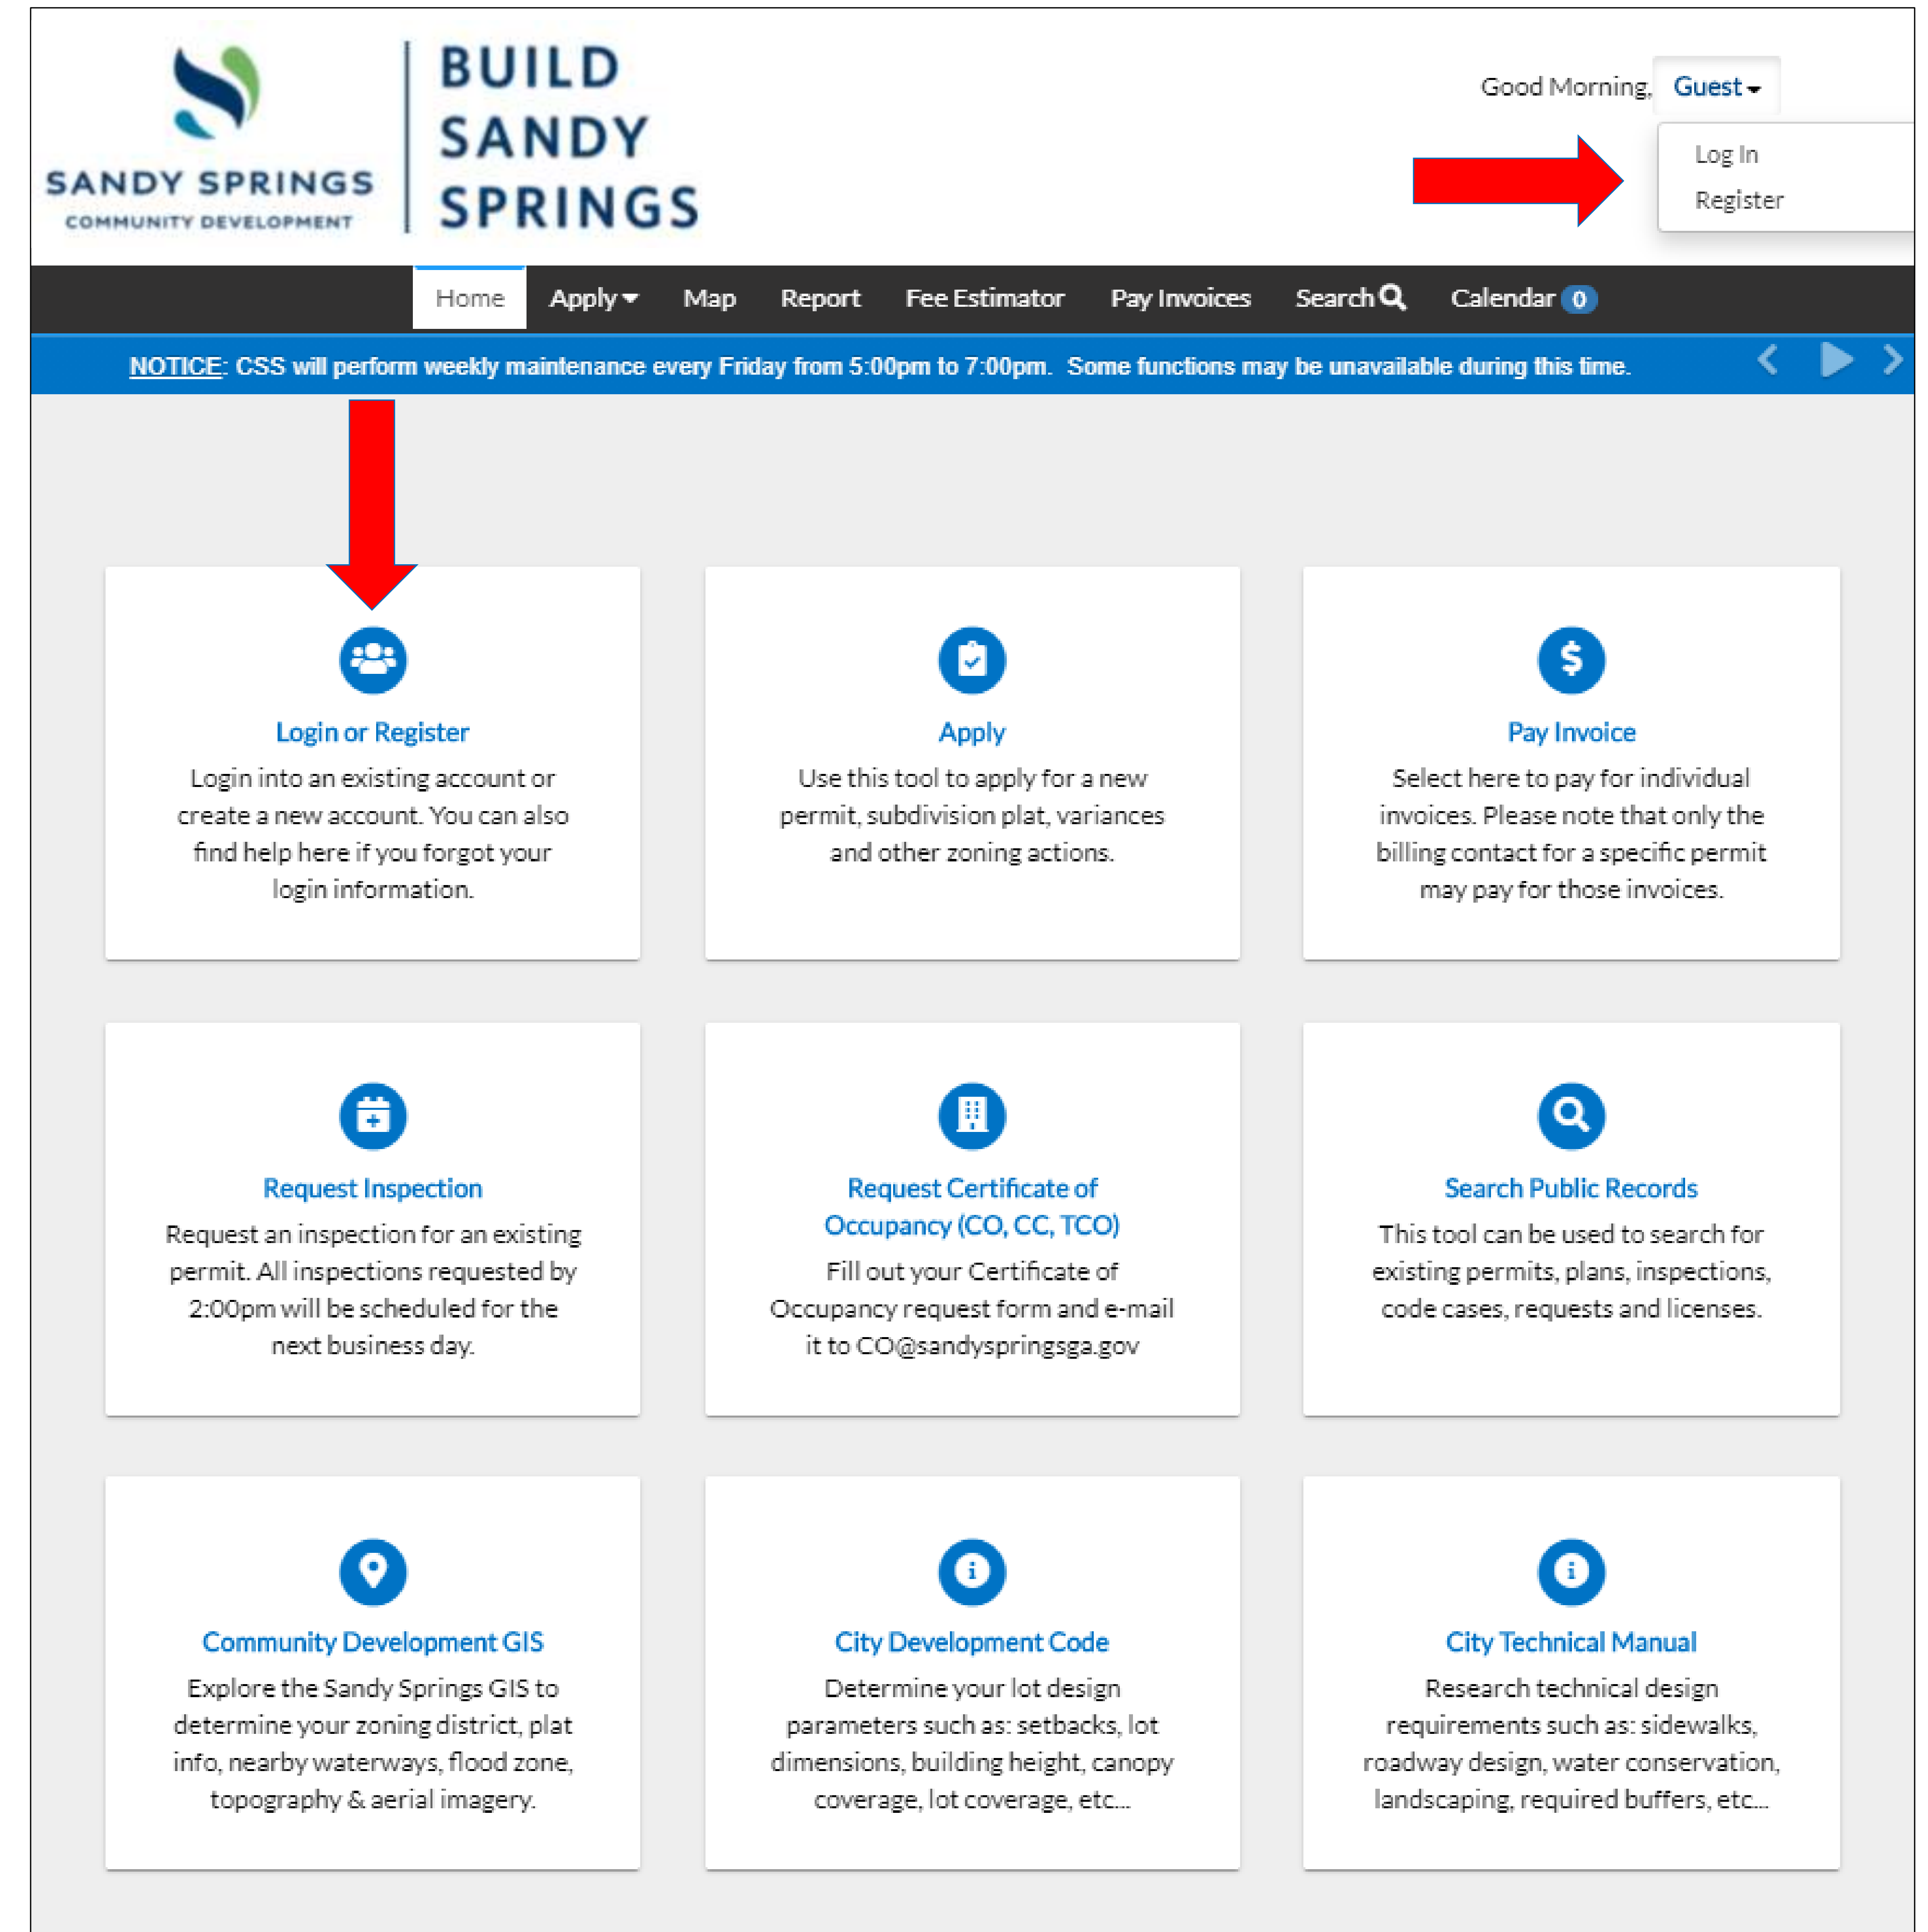 SANDY SPRINGS
COMMUNITY DEVELOPMENT
BUILD
SANDY
SPRINGS
Good Morning, Guest
Log In
Register
Home Apply Map Report Fee Estimator Pay Invoices Search Calendar 0
NOTICE: CSS will perform weekly maintenance every Friday from 5:00pm to 7:00pm. Some functions may be unavailable during this time.
Login or Register
Login into an existing account or
create a new account. You can also
find help here if you forgot your
login information.
Apply
Use this tool to apply for a new
permit, subdivision plat, variances
and other zoning actions.
Pay Invoice
Select here to pay for individual
invoices. Please note that only the
billing contact for a specific permit
may pay for those invoices.
Request Inspection
Request an inspection for an existing
permit. All inspections requested by
2:00pm will be scheduled for the
next business day.
Request Certificate of
Occupancy (CO, CC, TCO)
Fill out your Certificate of
Occupancy request form and e-mail
it to CO@sandyspringsga.gov
Search Public Records
This tool can be used to search for
existing permits, plans, inspections,
code cases, requests and licenses.
Community Development GIS
Explore the Sandy Springs GIS to
determine your zoning district, plat
info, nearby waterways, flood zone,
topography & aerial imagery.
City Development Code
Determine your lot design
parameters such as: setbacks, lot
dimensions, building height, canopy
coverage, lot coverage, etc...
City Technical Manual
Research technical design
requirements such as: sidewalks,
roadway design, water conservation,
landscaping, required buffers, etc...